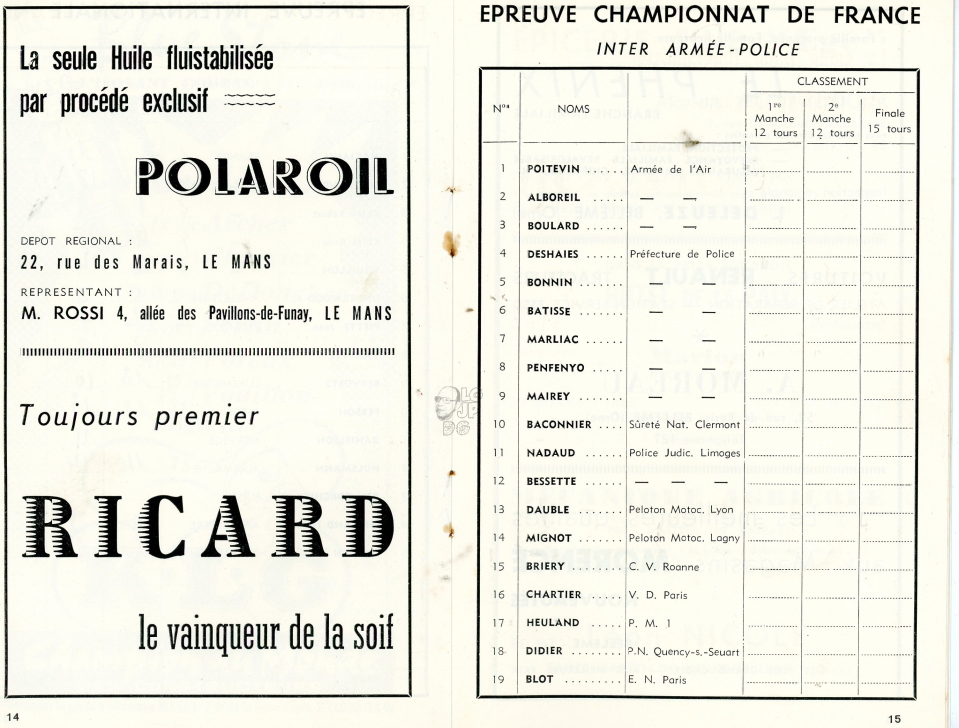 La seule Huile fluistabilisée
par procédé exclusif
POLAROIL
DEPOT REGIONAL :
22, rue des Marais, LE MANS
REPRESENTANT :
M. ROSSI 4, allée des Pavillons-de-Funay, LE MANS
Toujours premier
RICARD
le vainqueur de la soif
14
EPREUVE CHAMPIONNAT DE FRANCE
INTER ARMÉE-POLICE
CLASSEMENT
Nos NOMS 1re Manche 12 tours 2e Manche 12 tours Finale 15 tours
1 POITEVIN ...... Armée de l'Air
2 ALBOREIL ...... — —
3 BOULARD ...... — —
4 DESHAIES ...... Préfecture de Police
5 BONNIN ...... — —
6 BATISSE ...... — —
7 MARLIAC ...... — —
8 PENFENYO ...... — —
9 MAIREY ...... — —
10 BACONNIER .... Sûreté Nat. Clermont
11 NADAUD ..... Police Judic. Limoges
12 BESSETTE ..... — — —
13 DAUBLE ...... Peloton Motoc. Lyon
14 MIGNOT ...... Peloton Motoc. Lagny
15 BRIERY ....... C. V. Roanne
16 CHARTIER ..... V. D. Paris
17 HEULAND ..... P. M. 1
18 DIDIER ....... P.N. Quency-s.-Seuart
19 BLOT ......... E. N. Paris
15